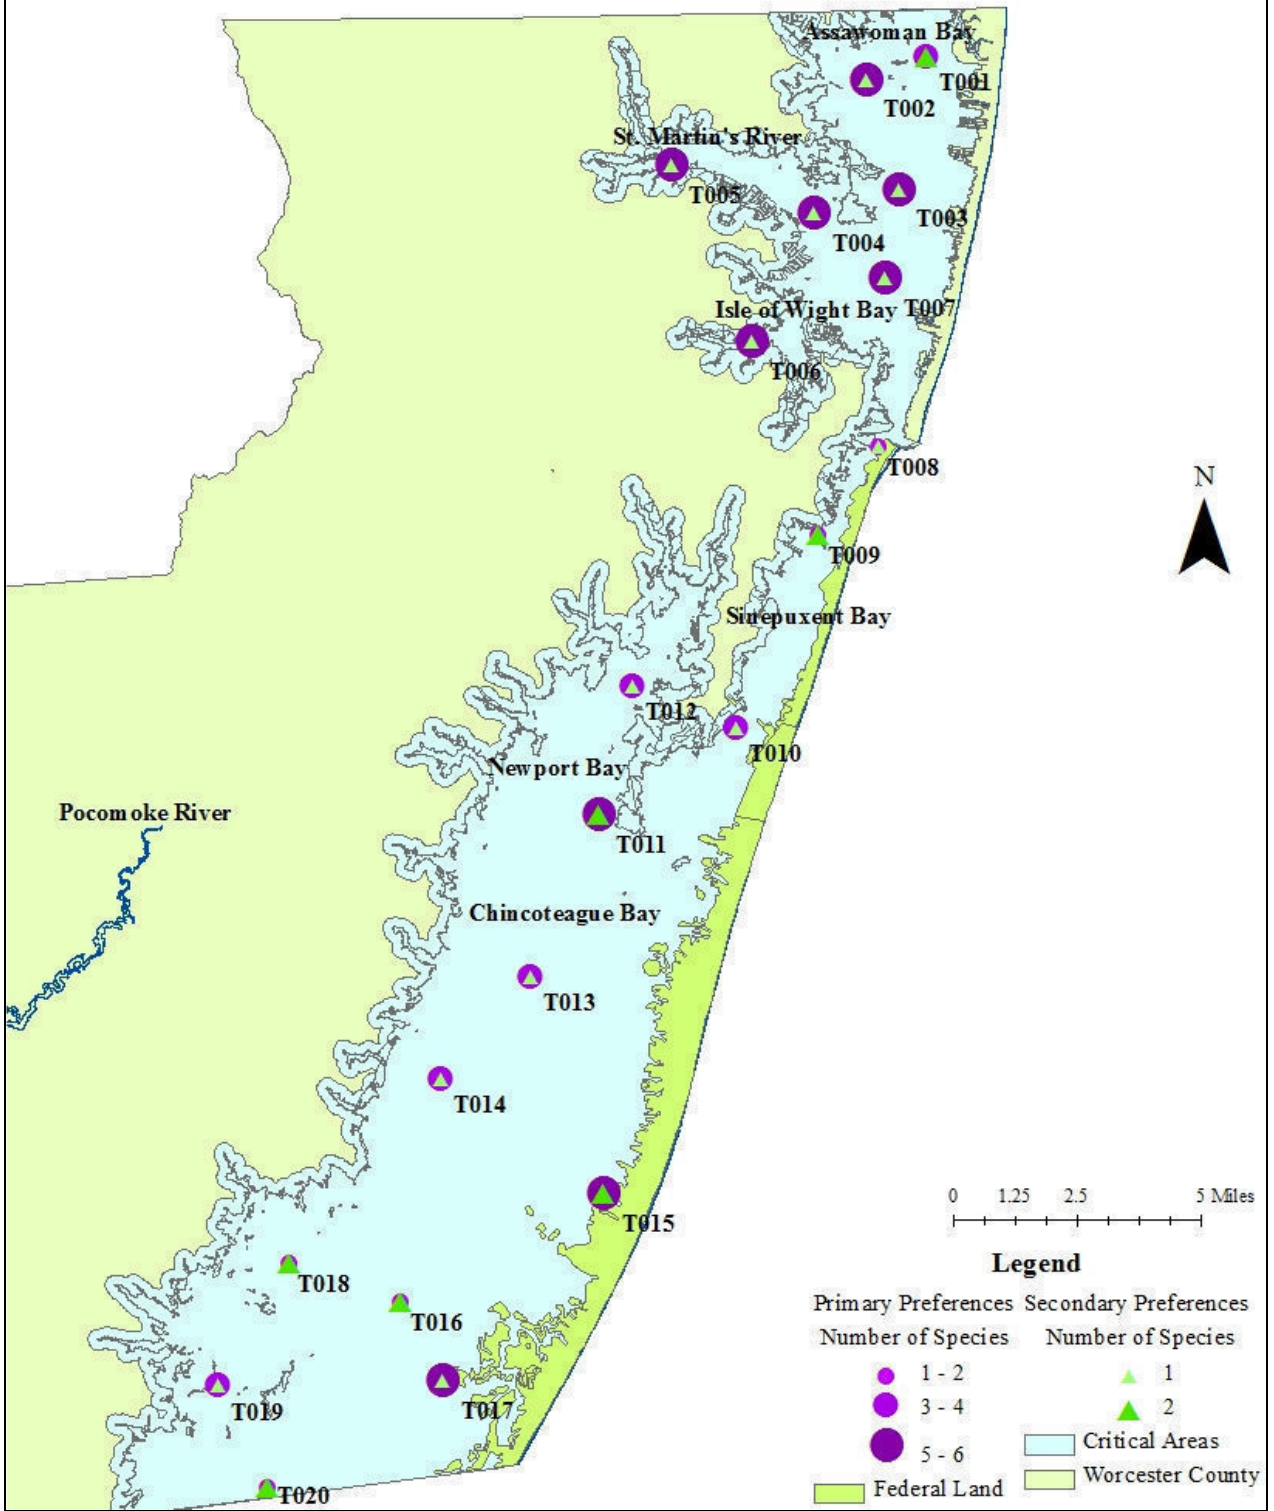 Assawoman Bay
T001
T002
St. Martin's River
T005
T003
T004
Isle of Wight Bay
T007
T006
T008
N
T009
Sinepuxent Bay
T012
T010
Newport Bay
Pocomoke River
T011
Chincoteague Bay
T013
T014
T015
T018
T016
T017
T019
T020
0 1.25 2.5 5 Miles
Legend
Primary Preferences Secondary Preferences
Number of Species Number of Species
1 - 2 1
3 - 4 2
5 - 6 Critical Areas
Federal Land Worcester County